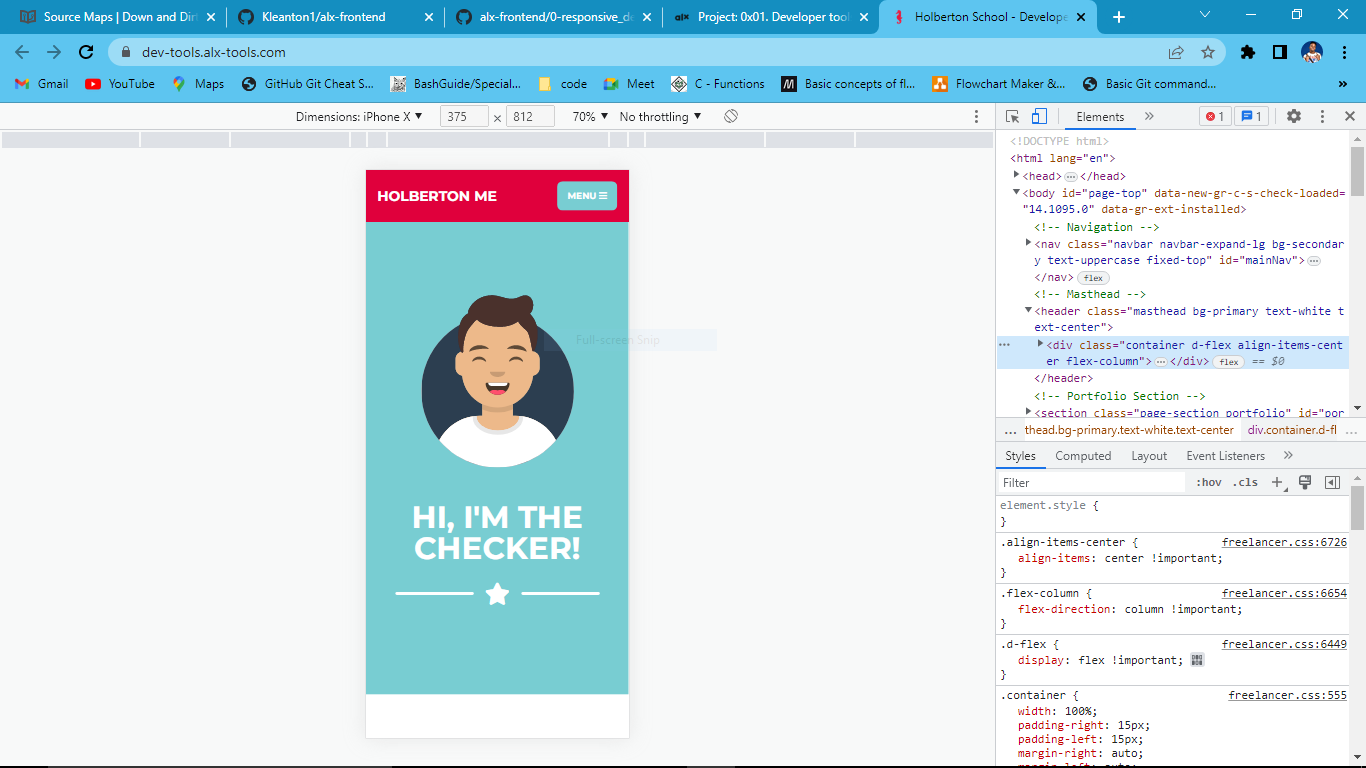 Source Maps | Down and Dir
Kleanton1/alx-frontend
alx-frontend/0-responsive_de
Project: 0x01. Developer tool
Holberton School - Develope
dev-tools.alx-tools.com
Gmail YouTube Maps GitHub Git Cheat S... BashGuide/Special... code Meet C - Functions Basic concepts of fl... Flowchart Maker &... Basic Git command... »
Dimensions: iPhone X ▼ 375 × 812 70% ▼ No throttling ▼
HOLBERTON ME
MENU
Full-screen Snip
HI, I'M THE
CHECKER!
Elements » 1 1
<!DOCTYPE html>
<html lang="en">
<head>…</head>
<body id="page-top" data-new-gr-c-s-check-loaded=
"14.1095.0" data-gr-ext-installed>
<!-- Navigation -->
<nav class="navbar navbar-expand-lg bg-secondar
y text-uppercase fixed-top" id="mainNav">…
</nav> flex
<!-- Masthead -->
<header class="masthead bg-primary text-white t
ext-center">
<div class="container d-flex align-items-cen
ter flex-column">…</div> flex == $0
</header>
<!-- Portfolio Section -->
<section class="page-section portfolio" id="por
... thead.bg-primary.text-white.text-center div.container.d-fl ...
Styles Computed Layout Event Listeners »
Filter :hov .cls +
element.style {
}
.align-items-center { freelancer.css:6726
align-items: center !important;
}
.flex-column { freelancer.css:6654
flex-direction: column !important;
}
.d-flex { freelancer.css:6449
display: flex !important;
}
.container { freelancer.css:555
width: 100%;
padding-right: 15px;
padding-left: 15px;
margin-right: auto;
margin-left: auto;